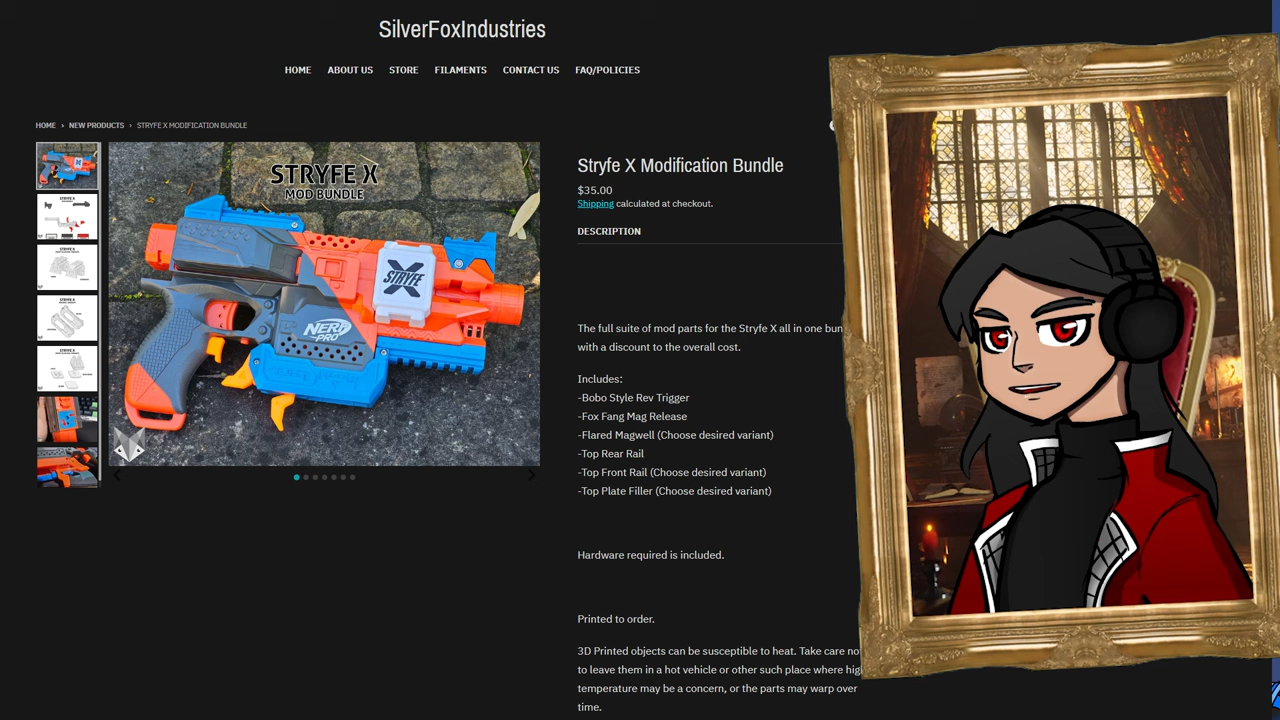 SilverFoxIndustries
HOME ABOUT US STORE FILAMENTS CONTACT US FAQ/POLICIES
HOME › NEW PRODUCTS › STRYFE X MODIFICATION BUNDLE
STRYFE X
MOD BUNDLE
STRYFE
X
NERF
PRO
Stryfe X Modification Bundle
$35.00
Shipping calculated at checkout.
DESCRIPTION
The full suite of mod parts for the Stryfe X all in one bun
with a discount to the overall cost.
Includes:
-Bobo Style Rev Trigger
-Fox Fang Mag Release
-Flared Magwell (Choose desired variant)
-Top Rear Rail
-Top Front Rail (Choose desired variant)
-Top Plate Filler (Choose desired variant)
Hardware required is included.
Printed to order.
3D Printed objects can be susceptible to heat. Take care no
to leave them in a hot vehicle or other such place where hig
temperature may be a concern, or the parts may warp over
time.